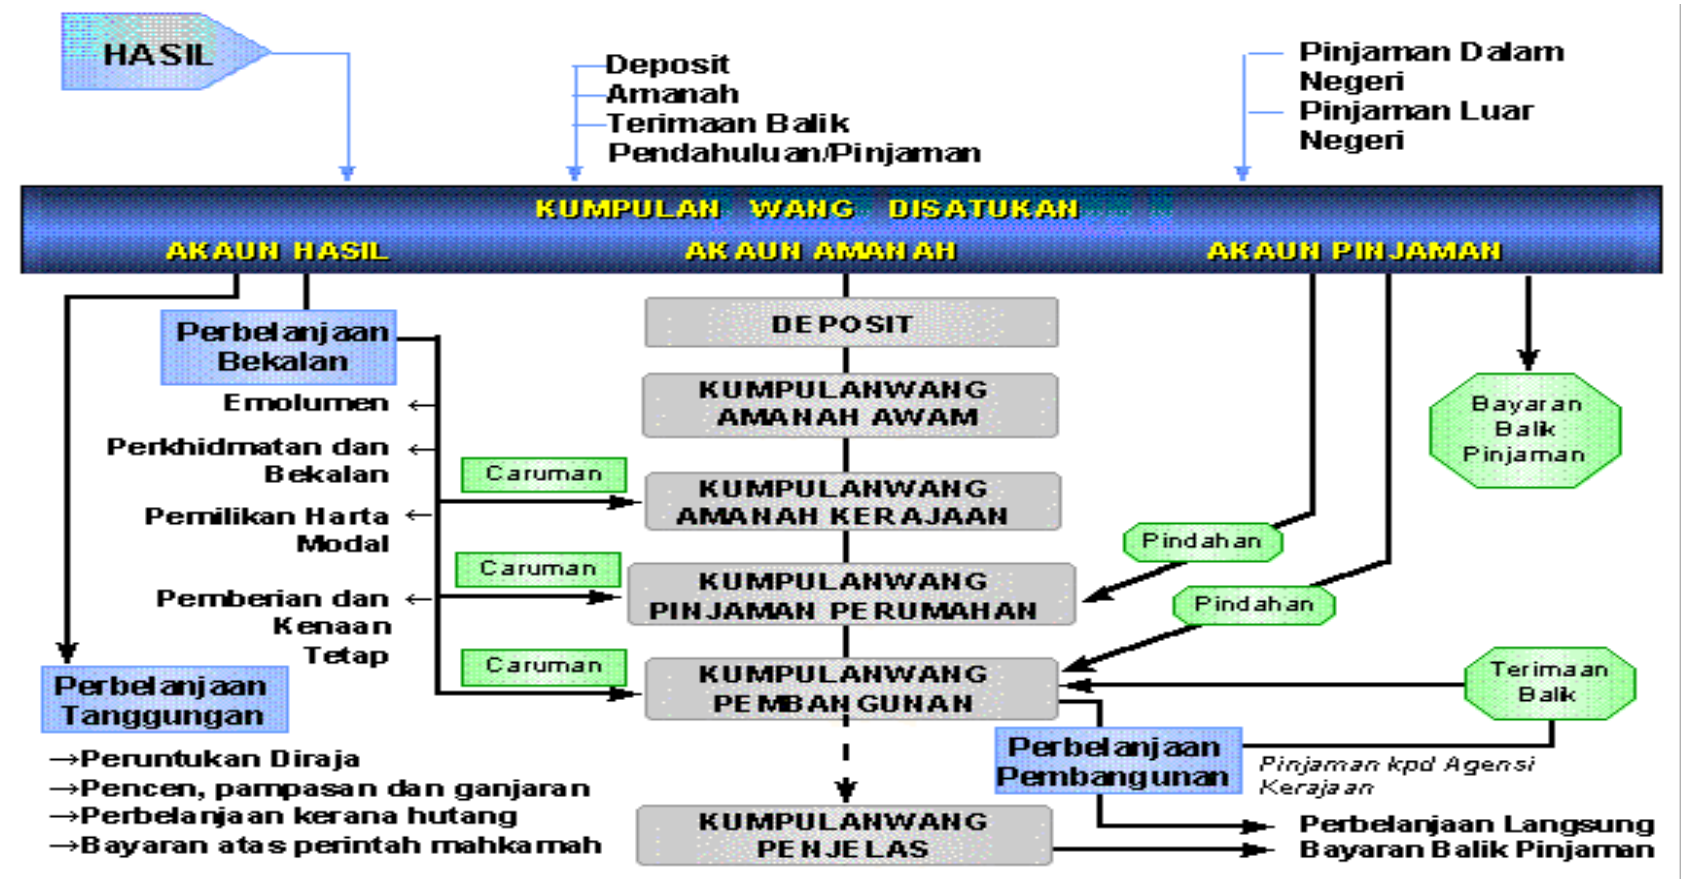 HASIL
Deposit
Amanah
Terimaan Balik
Pendahuluan/Pinjaman
Pinjaman Dalam
Negeri
Pinjaman Luar
Negeri
KUMPULAN WANG DISATUKAN
AKAUN HASIL
AKAUN AMANAH
AKAUN PINJAMAN
Perbelanjaan
Bekalan
Emolumen
Perkhidmatan dan
Bekalan
Pemilikan Harta
Modal
Pemberian dan
Kenaan
Tetap
Perbelanjaan
Tanggungan
→Peruntukan Diraja
→Pencen, pampasan dan ganjaran
→Perbelanjaan kerana hutang
→Bayaran atas perintah mahkamah
Caruman
Caruman
Caruman
DEPOSIT
KUMPULANWANG
AMANAH AWAM
KUMPULANWANG
AMANAH KERAJAAN
KUMPULANWANG
PINJAMAN PERUMAHAN
KUMPULANWANG
PEMBANGUNAN
KUMPULANWANG
PENJELAS
Pindahan
Pindahan
Bayaran
Balik
Pinjaman
Terimaan
Balik
Perbelanjaan
Pembangunan
Pinjaman kpd Agensi
Kerajaan
Perbelanjaan Langsung
Bayaran Balik Pinjaman